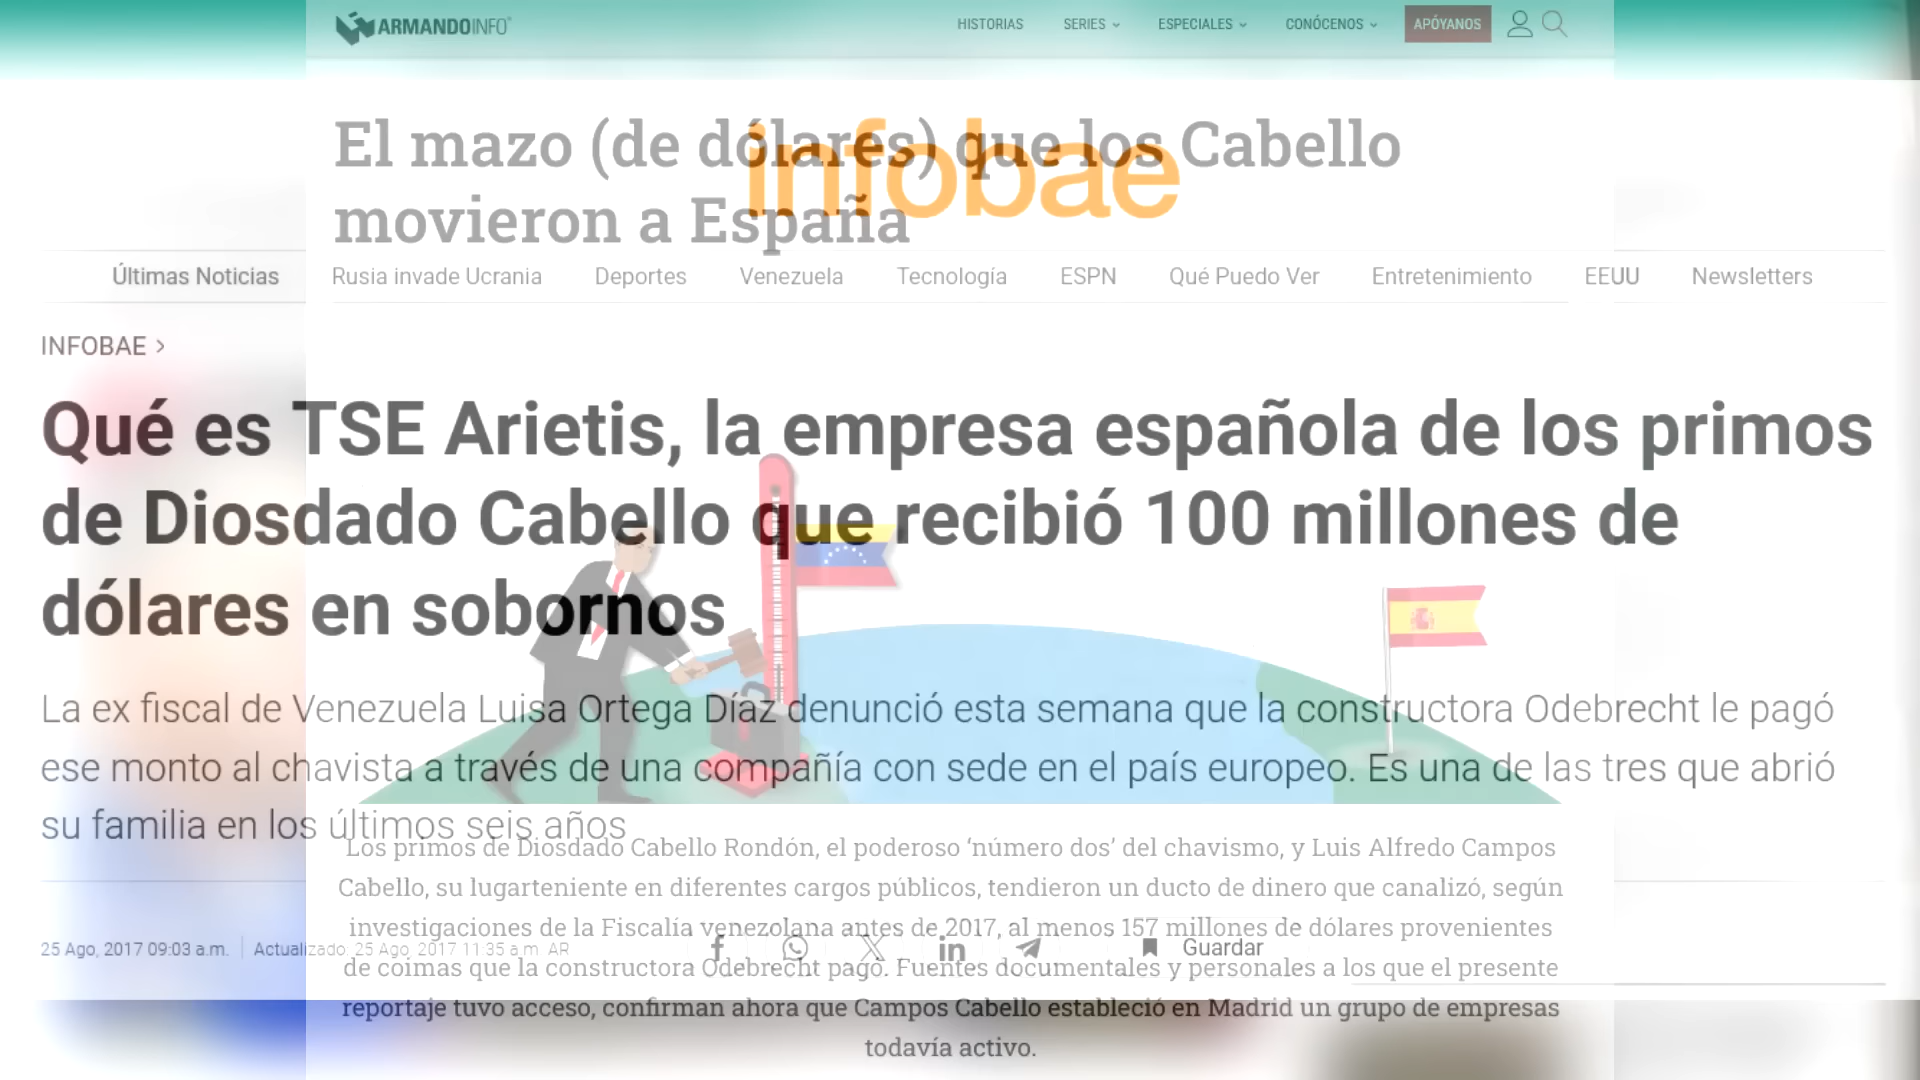 ARMANDOINFO
HISTORIAS SERIES ESPECIALES CONÓCENOS APÓYANOS
El mazo (de dólares) que los Cabello
movieron a España
infobae
Últimas Noticias Rusia invade Ucrania Deportes Venezuela Tecnología ESPN Qué Puedo Ver Entretenimiento EEUU Newsletters
INFOBAE >
Qué es TSE Arietis, la empresa española de los primos
de Diosdado Cabello que recibió 100 millones de
dólares en sobornos
La ex fiscal de Venezuela Luisa Ortega Díaz denunció esta semana que la constructora Odebrecht le pagó
ese monto al chavista a través de una compañía con sede en el país europeo. Es una de las tres que abrió
su familia en los últimos seis años
Los primos de Diosdado Cabello Rondón, el poderoso ‘número dos’ del chavismo, y Luis Alfredo Campos
Cabello, su lugarteniente en diferentes cargos públicos, tendieron un ducto de dinero que canalizó, según
investigaciones de la Fiscalía venezolana antes de 2017, al menos 157 millones de dólares provenientes
25 Ago, 2017 09:03 a.m. Actualizado: 25 Ago, 2017 11:35 a.m. AR
Guardar
de coimas que la constructora Odebrecht pagó. Fuentes documentales y personales a los que el presente
reportaje tuvo acceso, confirman ahora que Campos Cabello estableció en Madrid un grupo de empresas
todavía activo.